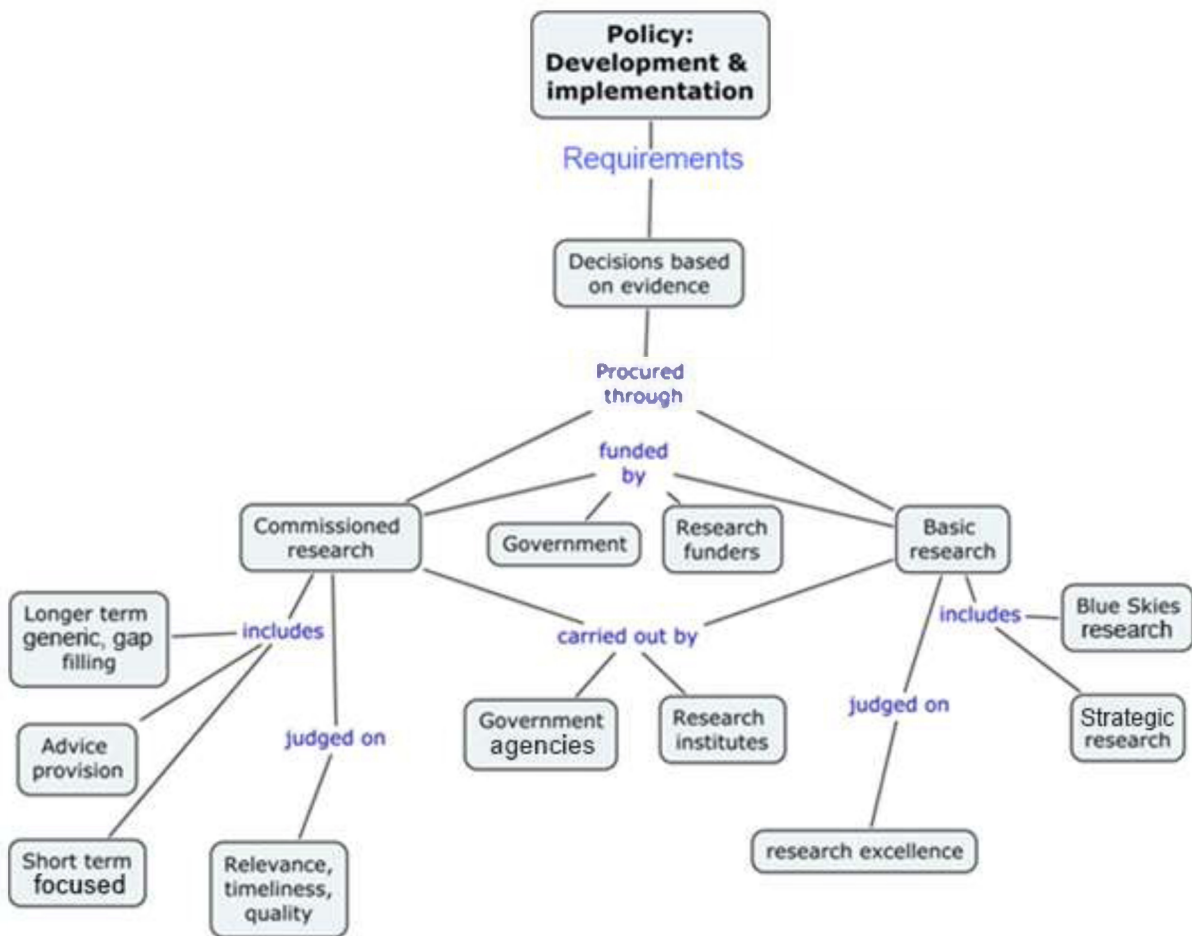 Policy:
Development &
implementation
Requirements
Decisions based
on evidence
Procured
through
funded
by
Commissioned
research
Government
Research
funders
Basic
research
Longer term
generic, gap
filling
includes
carried out by
includes
Blue Skies
research
Advice
provision
judged on
Government
agencies
Research
institutes
judged on
Strategic
research
Short term
focused
Relevance,
timeliness,
quality
research excellence